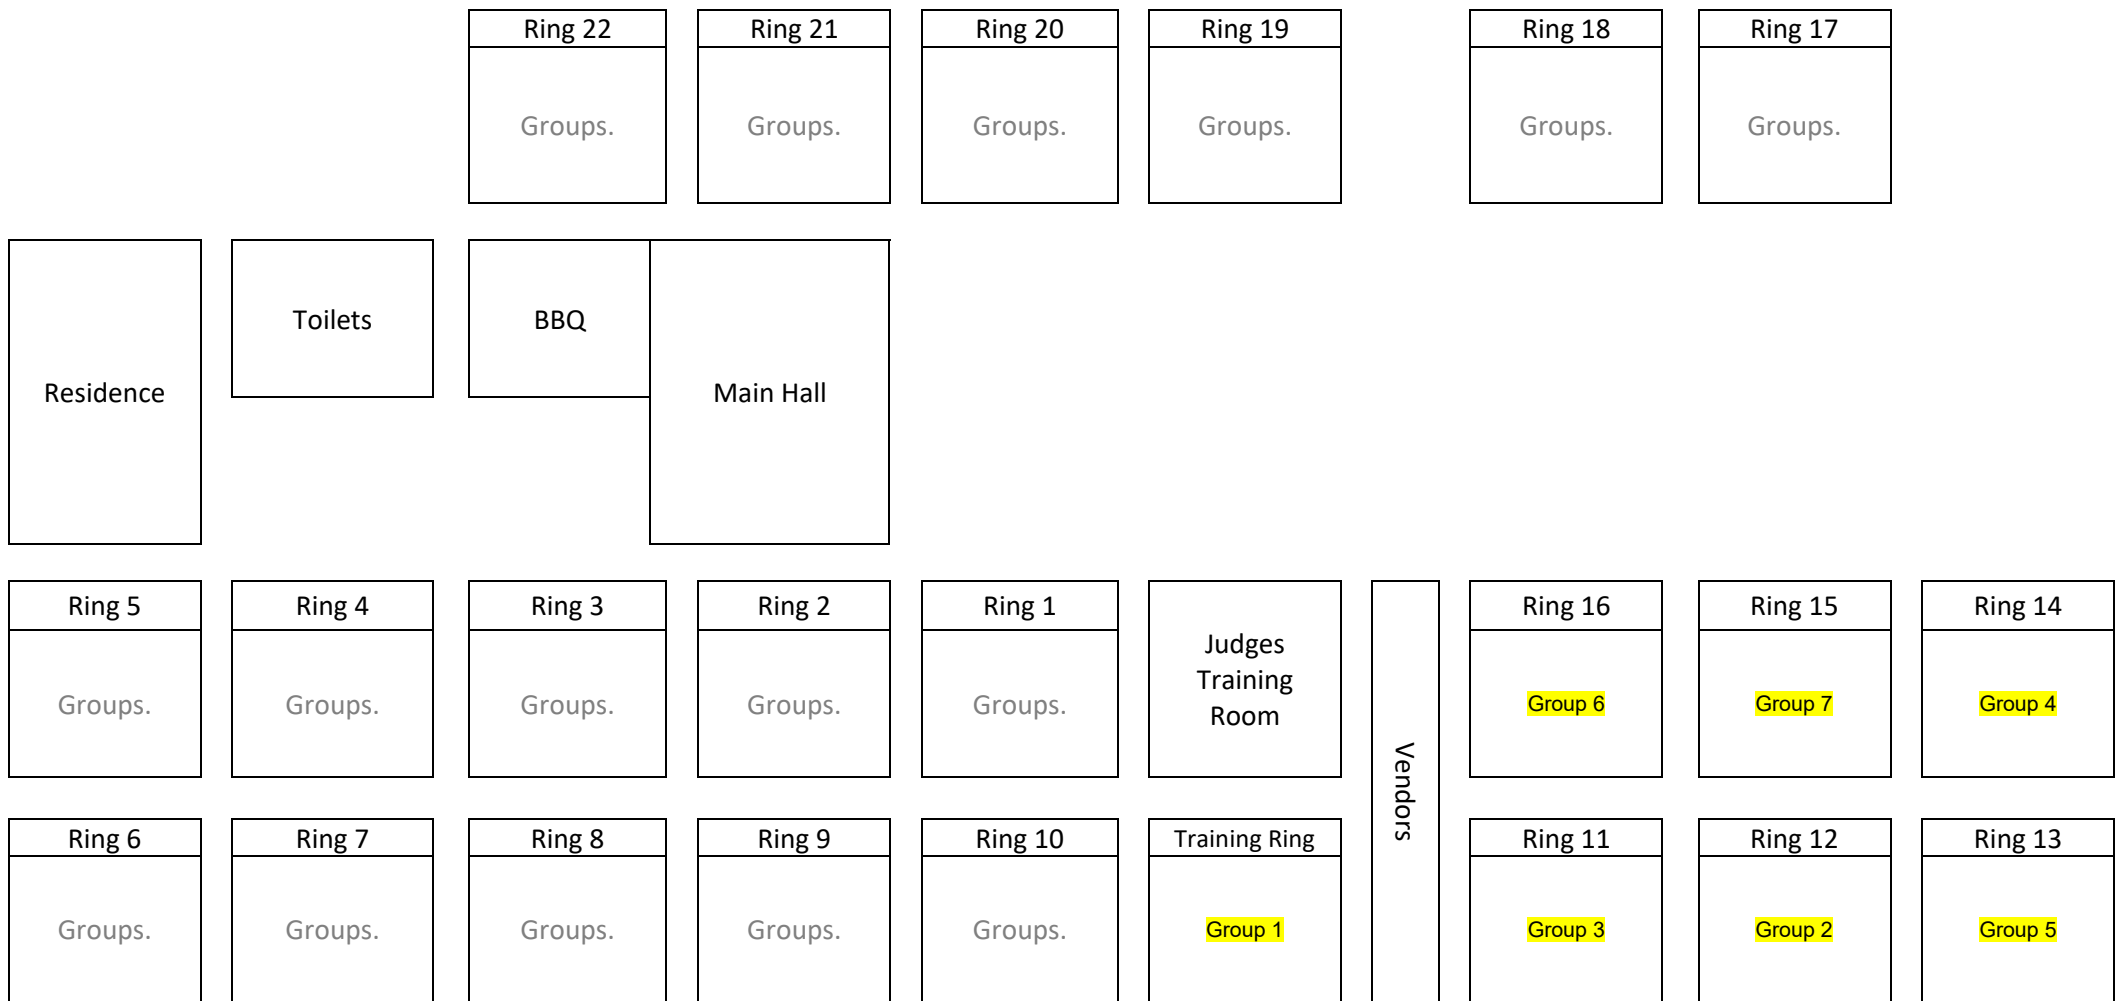 Ring 22
Ring 21
Ring 20
Ring 19
Ring 18
Ring 17
Groups.
Groups.
Groups.
Groups.
Groups.
Groups.
Residence
Toilets
BBQ
Main Hall
Ring 5
Ring 4
Ring 3
Ring 2
Ring 1
Judges
Training
Room
Vendors
Ring 16
Ring 15
Ring 14
Groups.
Groups.
Groups.
Groups.
Groups.
Group 6
Group 7
Group 4
Ring 6
Ring 7
Ring 8
Ring 9
Ring 10
Training Ring
Ring 11
Ring 12
Ring 13
Groups.
Groups.
Groups.
Groups.
Groups.
Group 1
Group 3
Group 2
Group 5